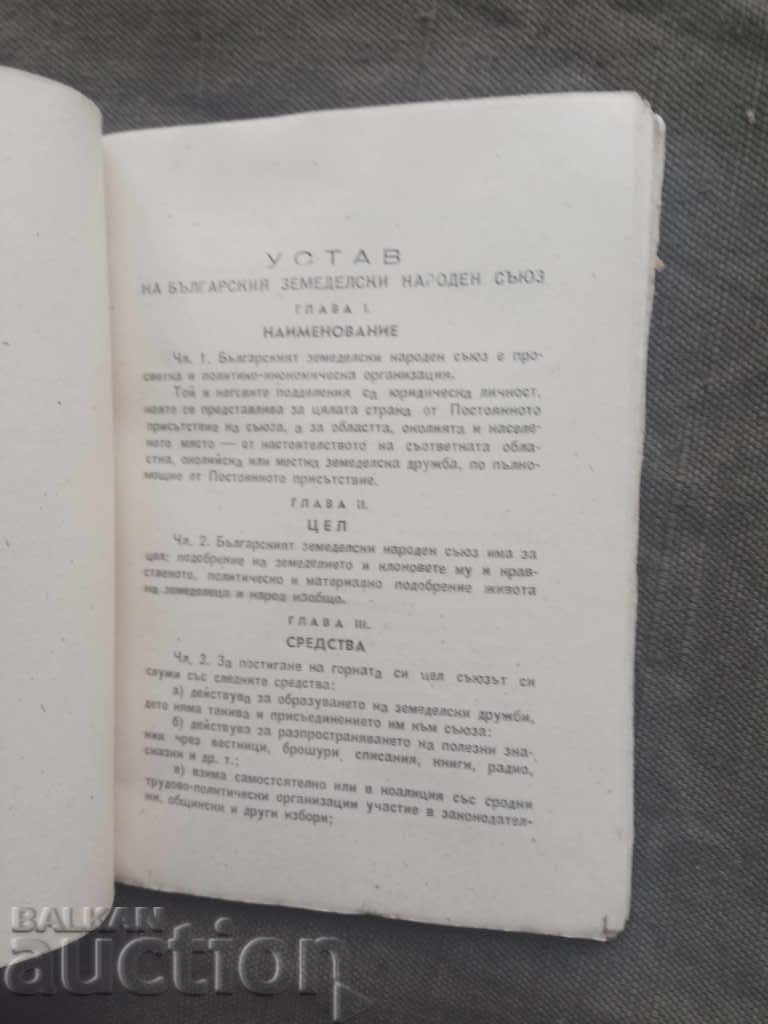 УСТАВ
НА БЪЛГАРСКИЯ ЗЕМЕДЕЛСКИ НАРОДЕН СЪЮЗ
ГЛАВА I.
НАИМЕНОВАНИЕ
Чл. 1. Българският земеделски народен съюз е про-
светна и политико-икономическа организация.
Той и неговите поделения са юридическа личност,
която се представлява за цялата страна от Постоянното
присътствие на съюза, а за областта, околията и населе-
ното място — от настоятелството на съответната обла-
стна, околийска или местна земеделска дружба, по пълно-
мощие от Постоянното присътствие.
ГЛАВА II.
ЦЕЛ
Чл. 2. Българският земеделски народен съюз има за
цел: подобрение на земеделието и клоновете му и нрав-
ственото, политическо и материално подобрение живота
на земеделеца и народ изобщо.
ГЛАВА III.
СРЕДСТВА
Чл. 2. За постигане на горната си цел съюзът си
служи със следните средства:
а) действува за образуването на земеделски дружби,
дето няма такива и присъединението им към съюза:
б) действува за разпространяването на полезни зна-
ния чрез вестници, брошури, списания, книги, радио,
сказки и др. т.;
в) взима самостоятелно или в коалиция със сродни
трудово-политически организации участие в законодател-
ни, общински и други избори;
BALKAN
auction